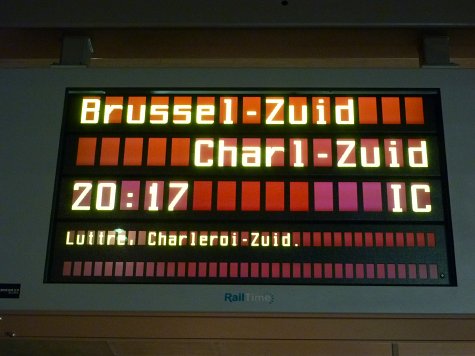 Brussel-Zuid
Charl-Zuid
20:17 IC
Luttre, Charleroi-Zuid.
RailTime